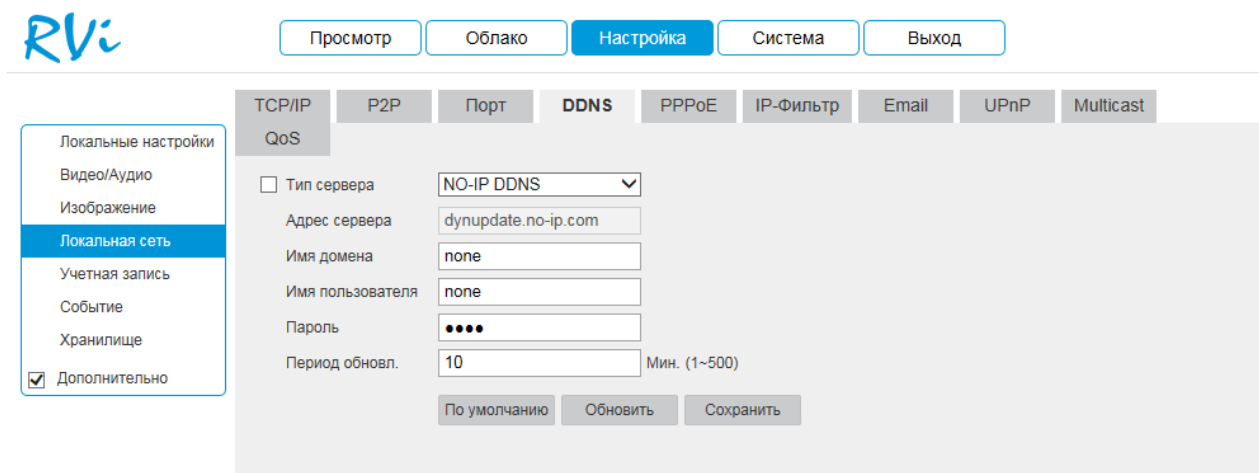 RVi
Просмотр Облако Настройка Система Выход
TCP/IP P2P Порт DDNS PPPoE IP-Фильтр Email UPnP Multicast
QoS
Локальные настройки
Видео/Аудио
Изображение
Локальная сеть
Учетная запись
Событие
Хранилище
Дополнительно
Тип сервера NO-IP DDNS
Адрес сервера dynupdate.no-ip.com
Имя домена none
Имя пользователя none
Пароль ●●●●
Период обновл. 10 Мин. (1~500)
По умолчанию Обновить Сохранить